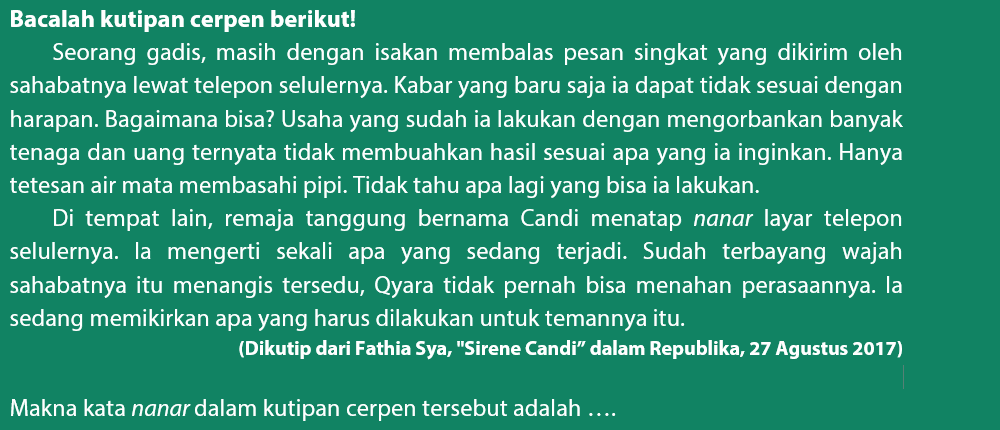 Bacalah kutipan cerpen berikut!
Seorang gadis, masih dengan isakan membalas pesan singkat yang dikirim oleh
sahabatnya lewat telepon selulernya. Kabar yang baru saja ia dapat tidak sesuai dengan
harapan. Bagaimana bisa? Usaha yang sudah ia lakukan dengan mengorbankan banyak
tenaga dan uang ternyata tidak membuahkan hasil sesuai apa yang ia inginkan. Hanya
tetesan air mata membasahi pipi. Tidak tahu apa lagi yang bisa ia lakukan.
Di tempat lain, remaja tanggung bernama Candi menatap nanar layar telepon
selulernya. Ia mengerti sekali apa yang sedang terjadi. Sudah terbayang wajah
sahabatnya itu menangis tersedu, Qyara tidak pernah bisa menahan perasaannya. Ia
sedang memikirkan apa yang harus dilakukan untuk temannya itu.
(Dikutip dari Fathia Sya, "Sirene Candi” dalam Republika, 27 Agustus 2017)
Makna kata nanar dalam kutipan cerpen tersebut adalah ….